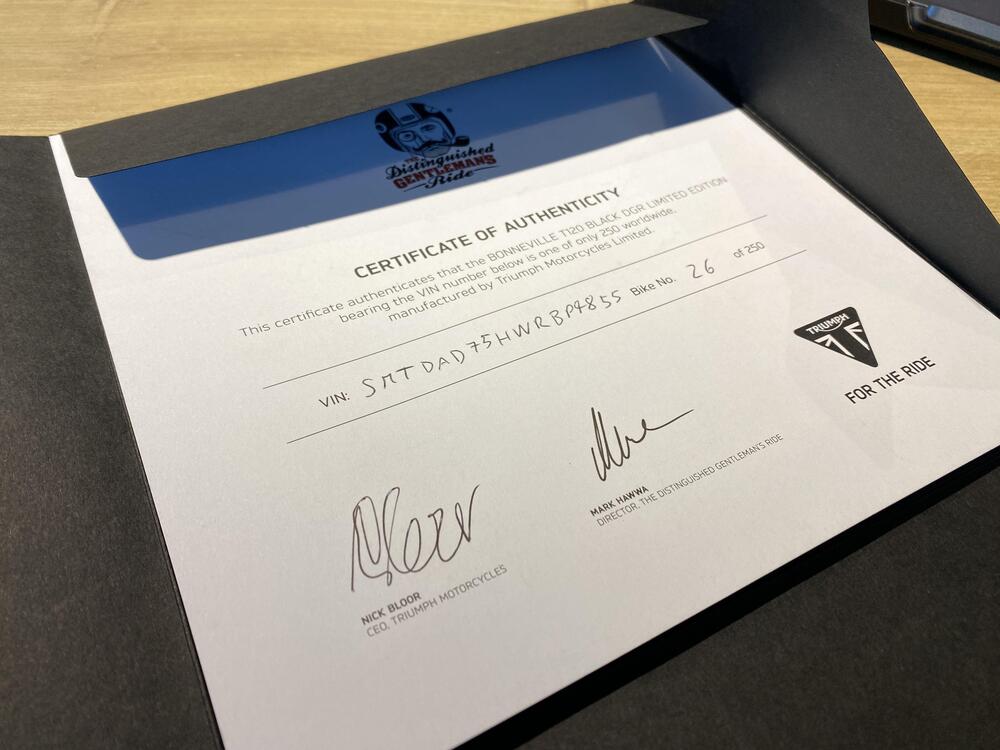 THE
Distinguished
GENTLEMANS
Ride
CERTIFICATE OF AUTHENTICITY
This certificate authenticates that the BONNEVILLE T120 BLACK DGR LIMITED EDITION
bearing the VIN number below is one of only 250 worldwide,
manufactured by Triumph Motorcycles Limited.
VIN: SMTDAD75HWRBP9855 Bike No. 26 of 250
TRIUMPH
FOR THE RIDE
MARK HAWWA
DIRECTOR, THE DISTINGUISHED GENTLEMAN'S RIDE
NICK BLOOR
CEO, TRIUMPH MOTORCYCLES